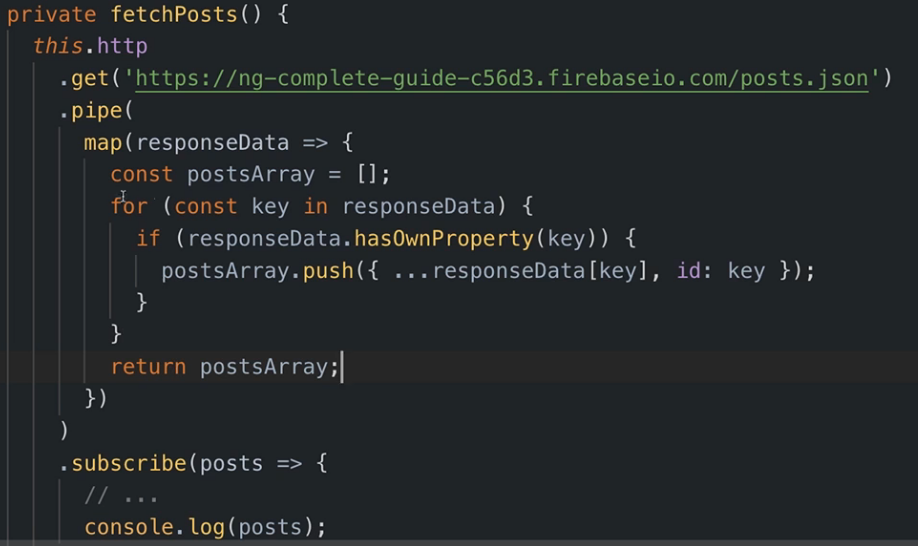 private fetchPosts() {
this.http
.get('https://ng-complete-guide-c56d3.firebaseio.com/posts.json')
.pipe(
map(responseData => {
const postsArray = [];
for (const key in responseData) {
if (responseData.hasOwnProperty(key)) {
postsArray.push({ ...responseData[key], id: key });
}
}
return postsArray;
})
)
.subscribe(posts => {
// ...
console.log(posts);